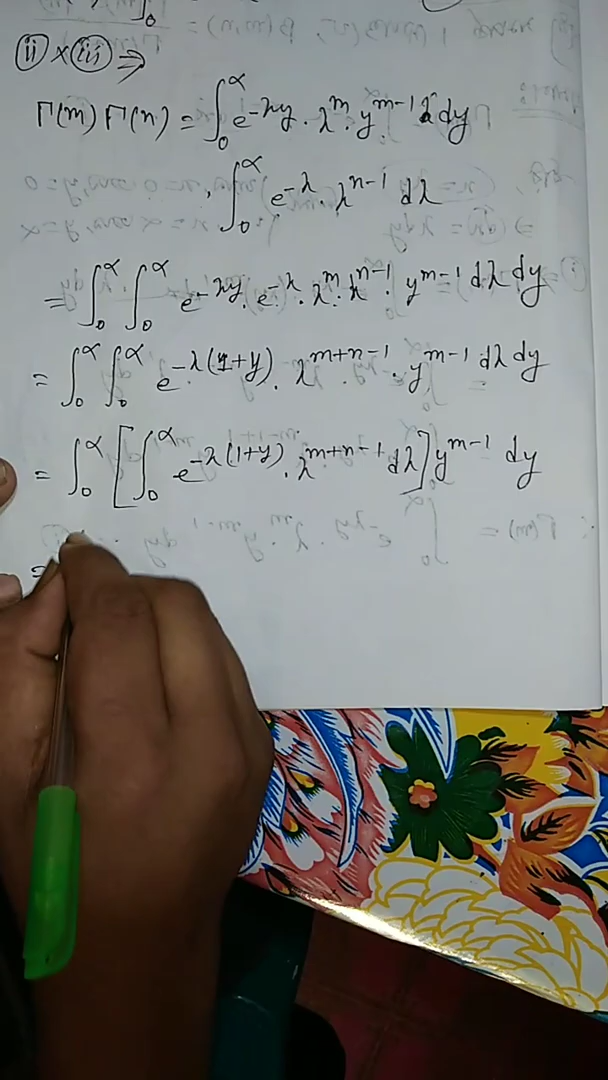 (ii) × (iii) ⇒
Γ(m) Γ(n) = ∫₀^α e^{-λy} · λ^m · y^{m-1} dy
· ∫₀^α e^{-λ} · λ^{n-1} dλ
= ∫₀^α ∫₀^α e^{-λy} · e^{-λ} · λ^m · λ^{n-1} · y^{m-1} dλ dy
= ∫₀^α ∫₀^α e^{-λ(1+y)} · λ^{m+n-1} · y^{m-1} dλ dy
= ∫₀^α [∫₀^α e^{-λ(1+y)} · λ^{m+n-1} dλ] y^{m-1} dy
=